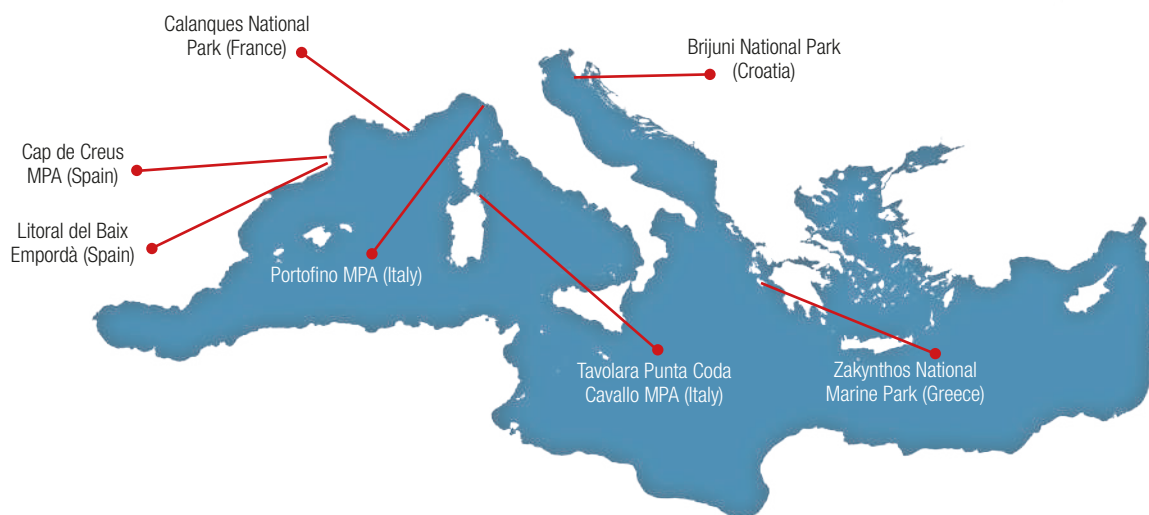 Calanques National
Park (France)
Brijuni National Park
(Croatia)
Cap de Creus
MPA (Spain)
Litoral del Baix
Empordà (Spain)
Portofino MPA (Italy)
Tavolara Punta Coda
Cavallo MPA (Italy)
Zakynthos National
Marine Park (Greece)